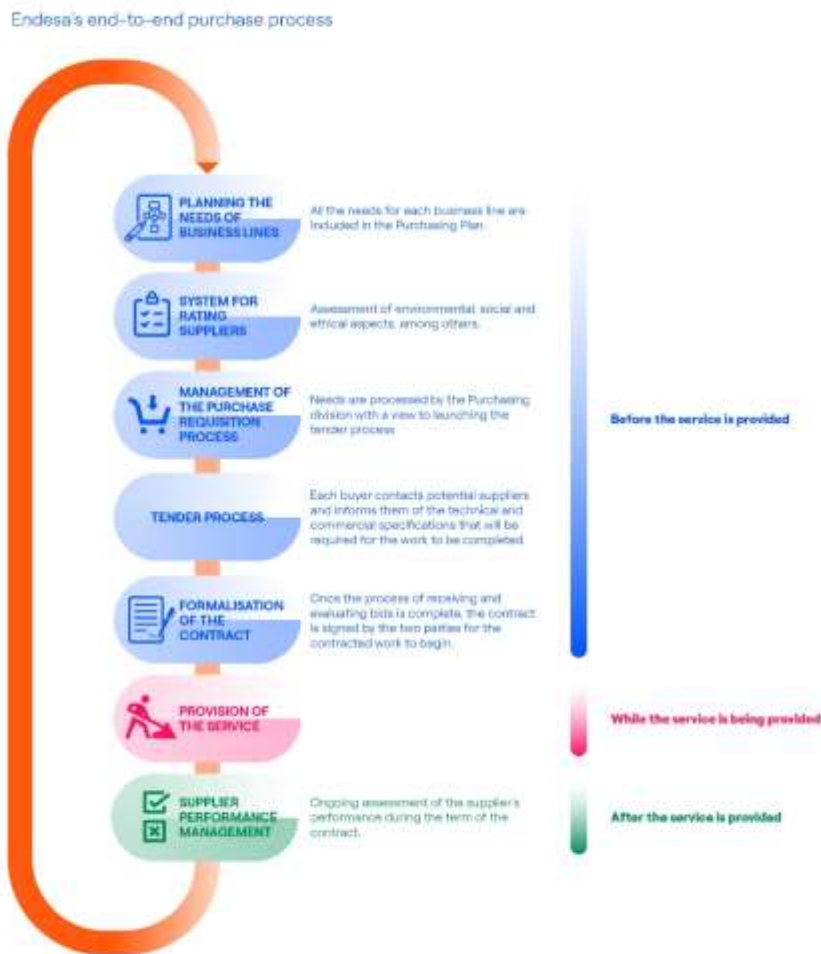 Endesa's end-to-end purchase process
PLANNING THE
NEEDS OF
BUSINESS LINES
All the needs for each business line are
included in the Purchasing Plan.
SYSTEM FOR
RATING
SUPPLIERS
Assessment of environmental, social and
ethical aspects, among others.
MANAGEMENT OF
THE PURCHASE
REQUISITION
PROCESS
Needs are processed by the Purchasing
division with a view to launching the
tender process
Before the service is provided
TENDER PROCESS
Each buyer contacts potential suppliers
and informs them of the technical and
commercial specifications that will be
required for the work to be completed.
FORMALISATION
OF THE
CONTRACT
Once the process of receiving and
evaluating bids is complete, the contract
is signed by the two parties for the
contracted work to begin.
PROVISION OF
THE SERVICE
While the service is being provided
SUPPLIER
PERFORMANCE
MANAGEMENT
Ongoing assessment of the supplier's
performance during the term of the
contract.
After the service is provided